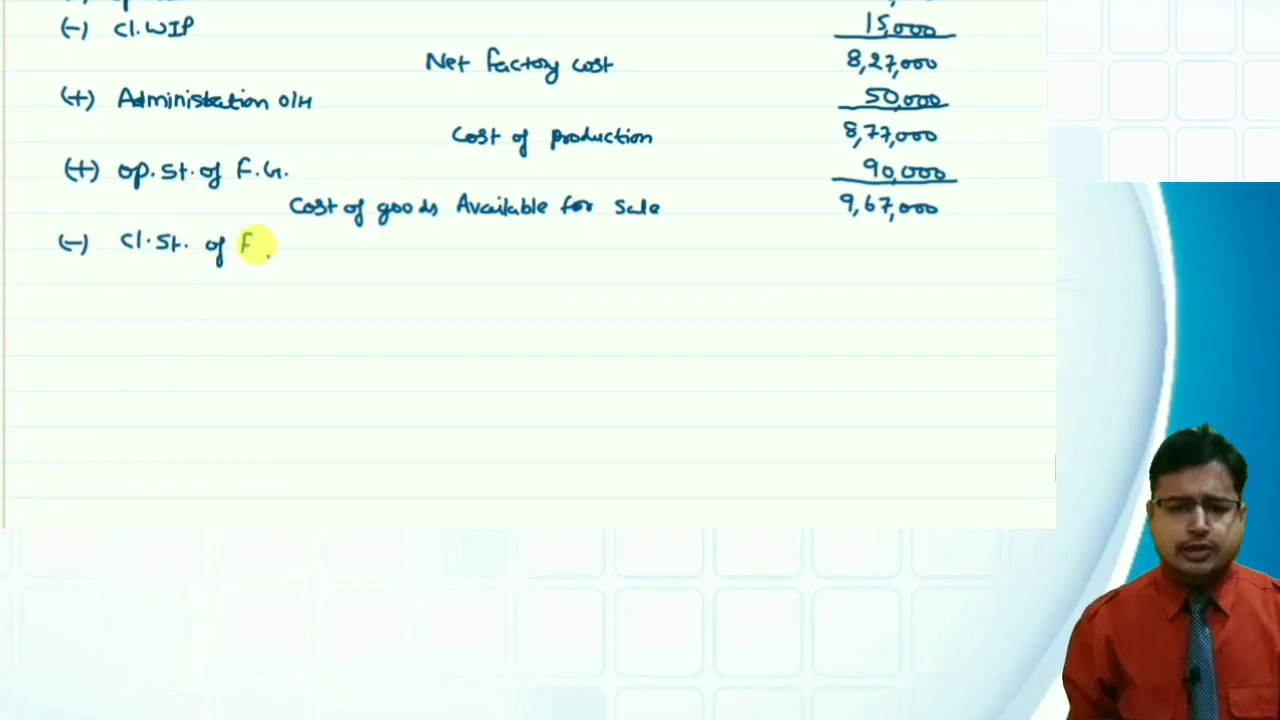 (-) Cl.WIP 15,000
Net factory cost 8,27,000
(+) Administration o/H 50,000
Cost of production 8,77,000
(+) op.st.of F.G. 90,000
Cost of goods Available for sale 9,67,000
(-) Cl.st. of F